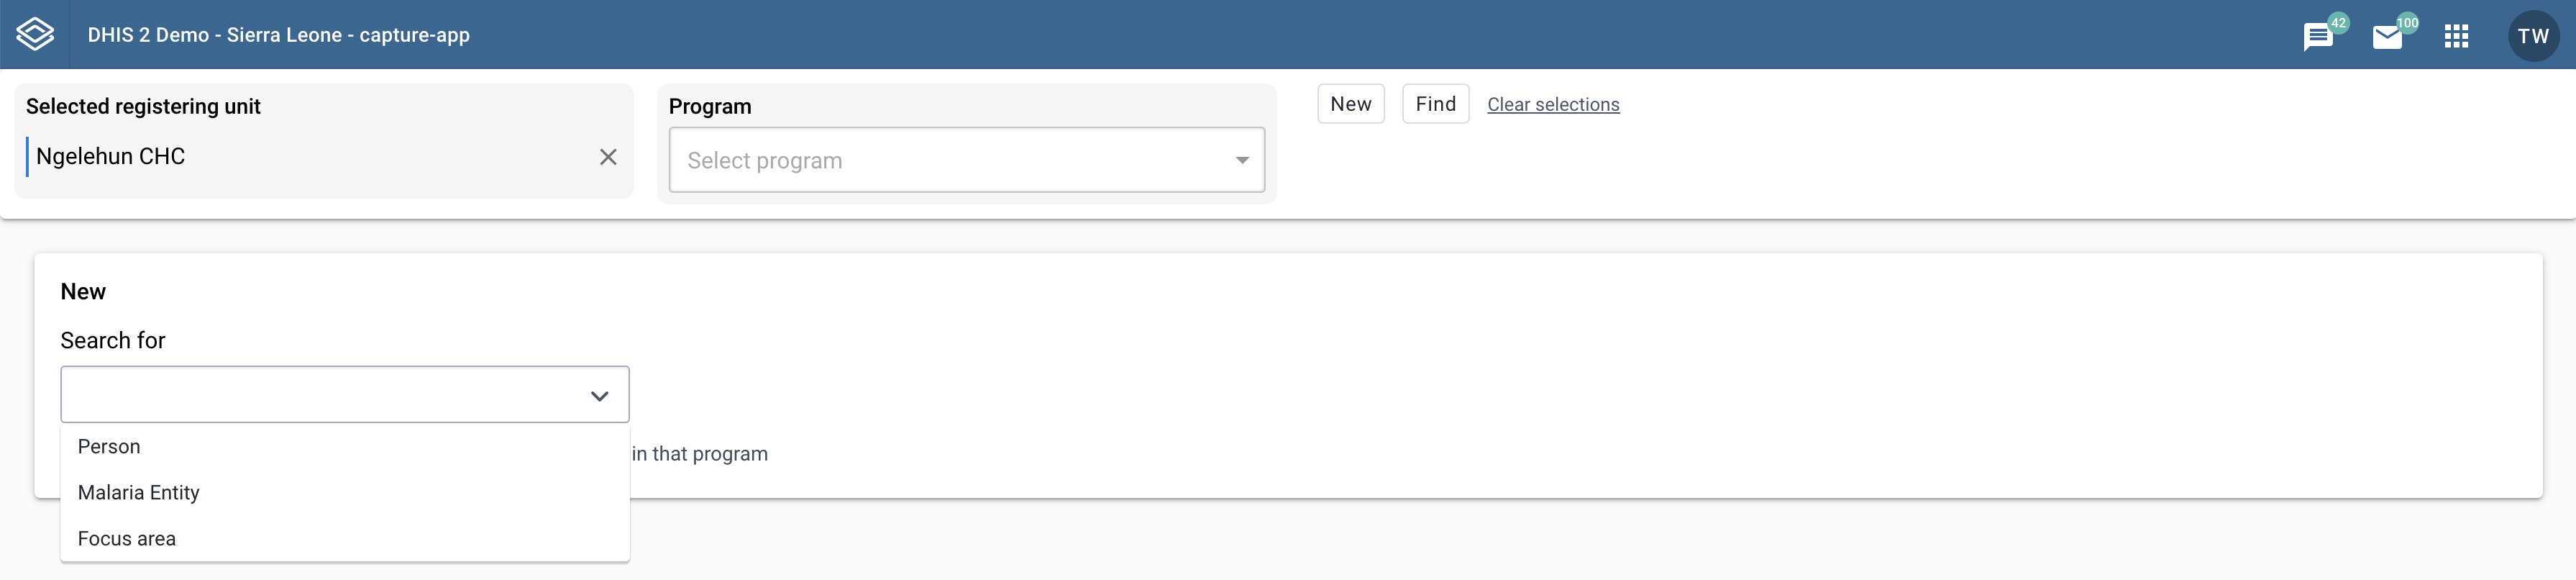 DHIS 2 Demo - Sierra Leone - capture-app
42
100
TW
Selected registering unit
Ngelehun CHC
Program
Select program
New
Find
Clear selections
New
Search for
Person
in that program
Malaria Entity
Focus area